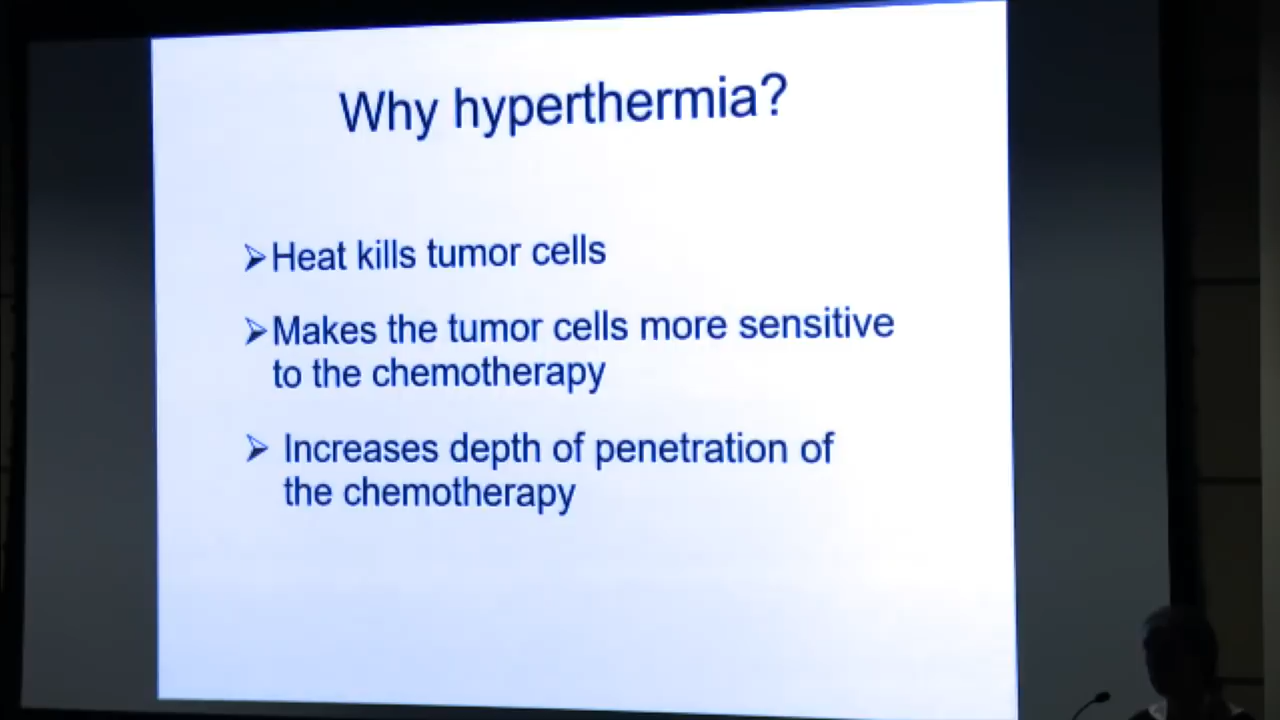 Why hyperthermia?
➢Heat kills tumor cells
➢Makes the tumor cells more sensitive
to the chemotherapy
➢ Increases depth of penetration of
the chemotherapy